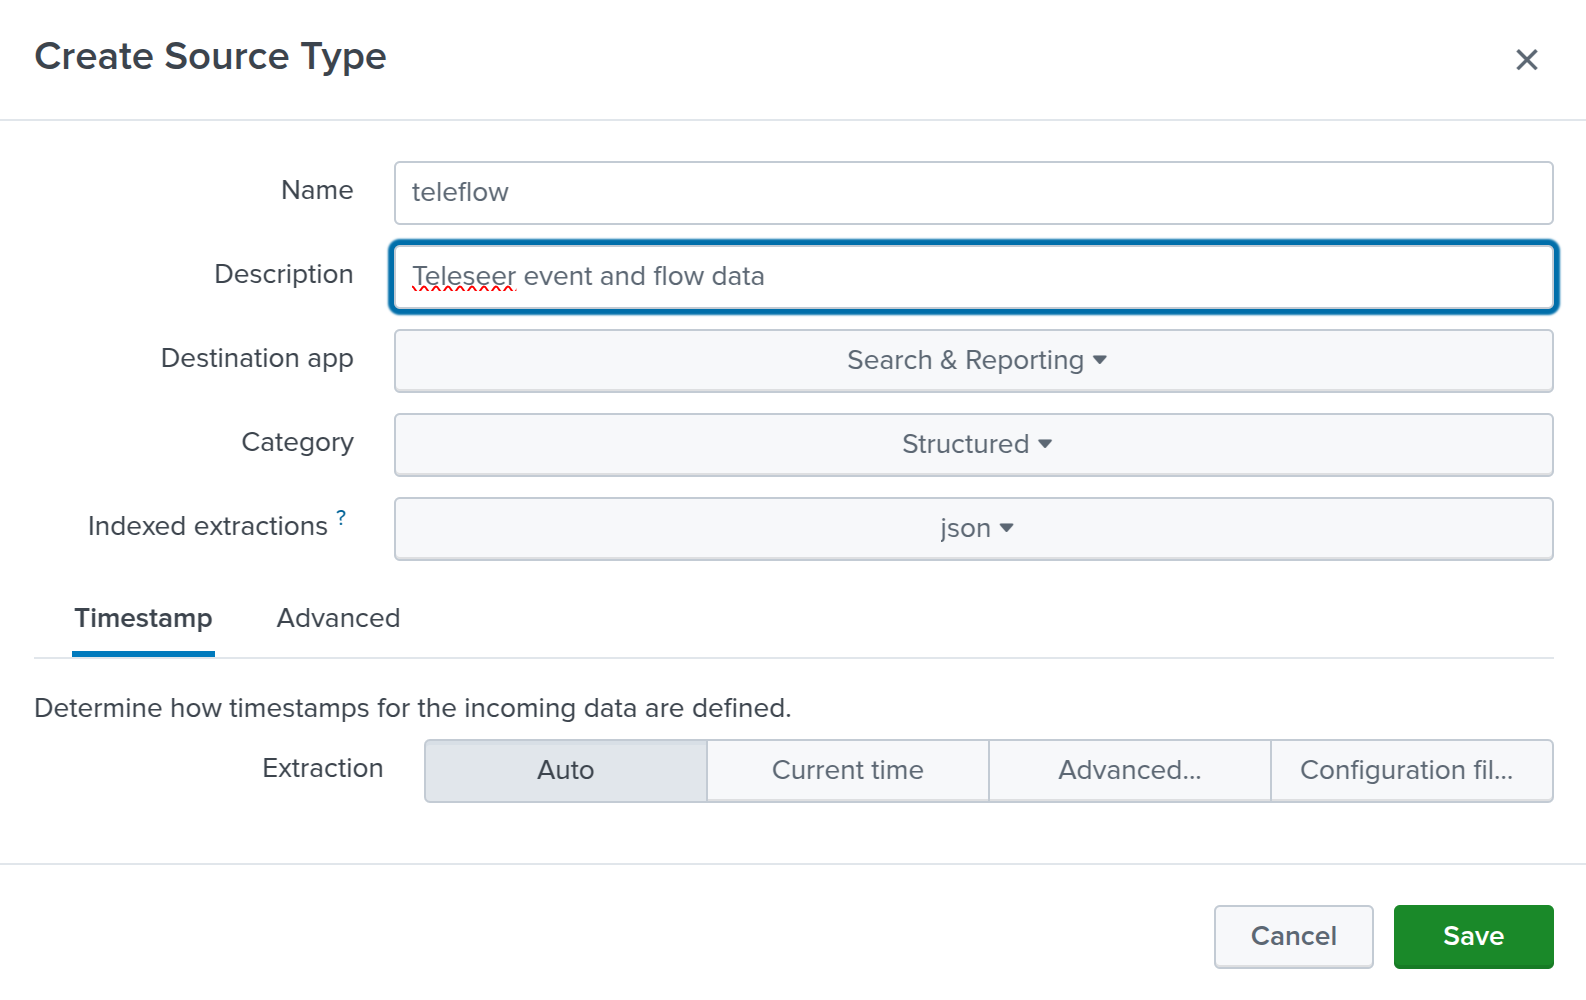 Create Source Type
Name teleflow
Description Teleseer event and flow data
Destination app Search & Reporting
Category Structured
Indexed extractions ? json
Timestamp Advanced
Determine how timestamps for the incoming data are defined.
Extraction Auto Current time Advanced... Configuration fil...
Cancel Save